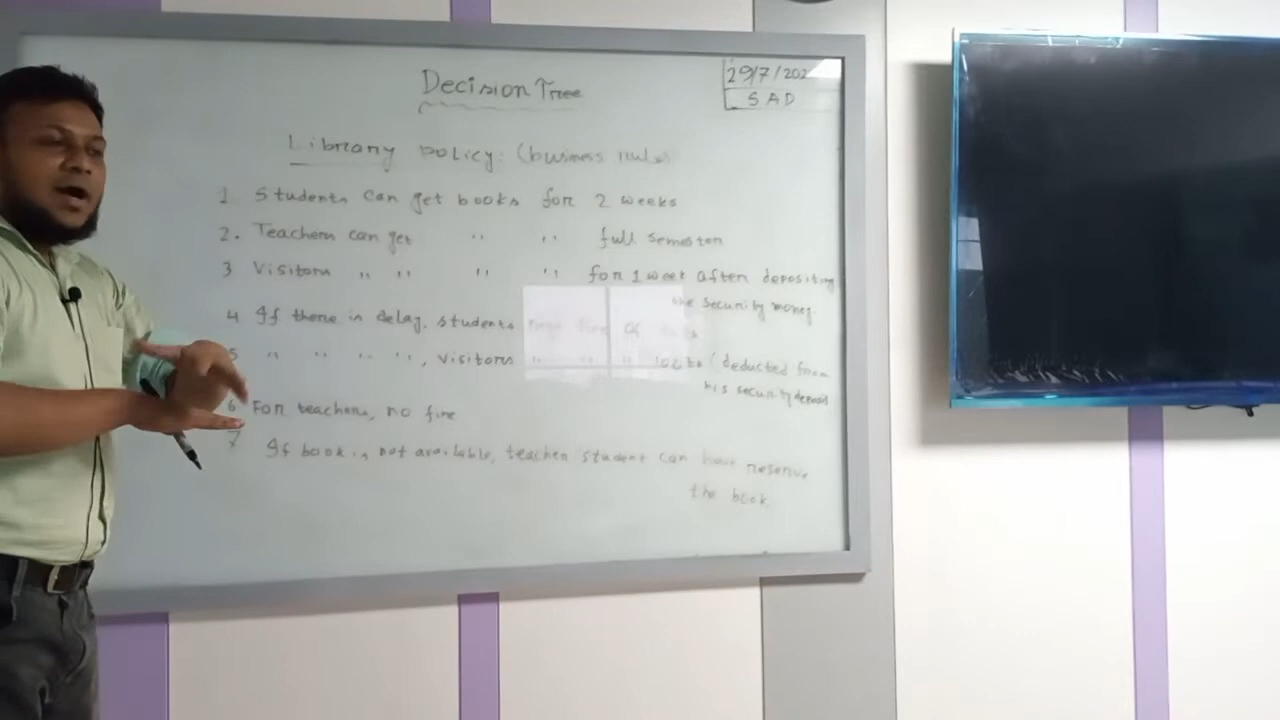 Decision Tree
29/7/202
SAD
Library policy: (business rules)
1 Students can get books for 2 weeks
2. Teachers can get " " full semester
3 Visitors " " " " for 1 week after depositing
the security money
4 If there is delay, students fine of
5 " " " ", visitors " " " (deducted from
his security deposit
6 For teachers, no fine
7 If book is not available, teacher student can have reserve
the book